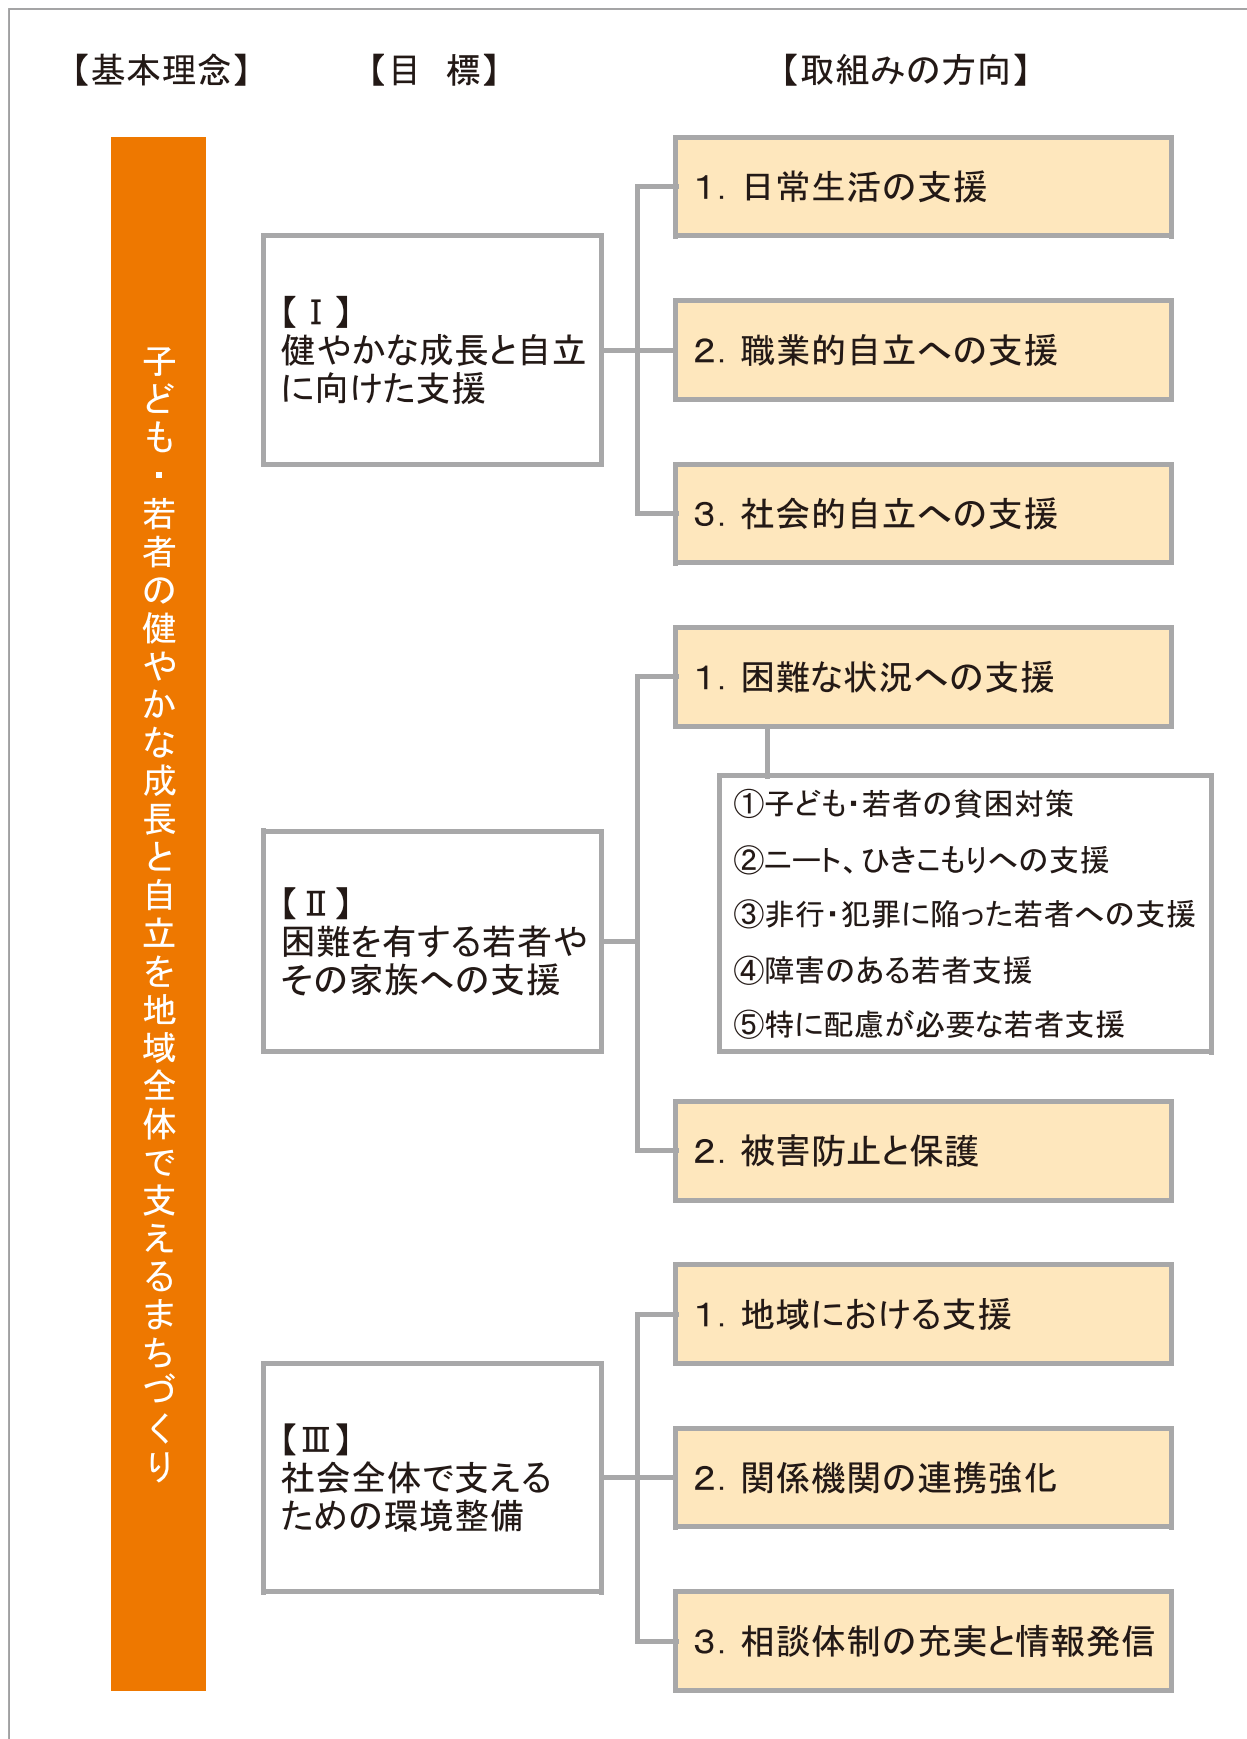 【基本理念】
【目　標】
【取組みの方向】
子ども・若者の健やかな成長と自立を地域全体で支えるまちづくり
【Ⅰ】
健やかな成長と自立
に向けた支援
1．日常生活の支援
2．職業的自立への支援
3．社会的自立への支援
【Ⅱ】
困難を有する若者や
その家族への支援
1．困難な状況への支援
①子ども・若者の貧困対策
②ニート、ひきこもりへの支援
③非行・犯罪に陥った若者への支援
④障害のある若者支援
⑤特に配慮が必要な若者支援
2．被害防止と保護
【Ⅲ】
社会全体で支える
ための環境整備
1．地域における支援
2．関係機関の連携強化
3．相談体制の充実と情報発信